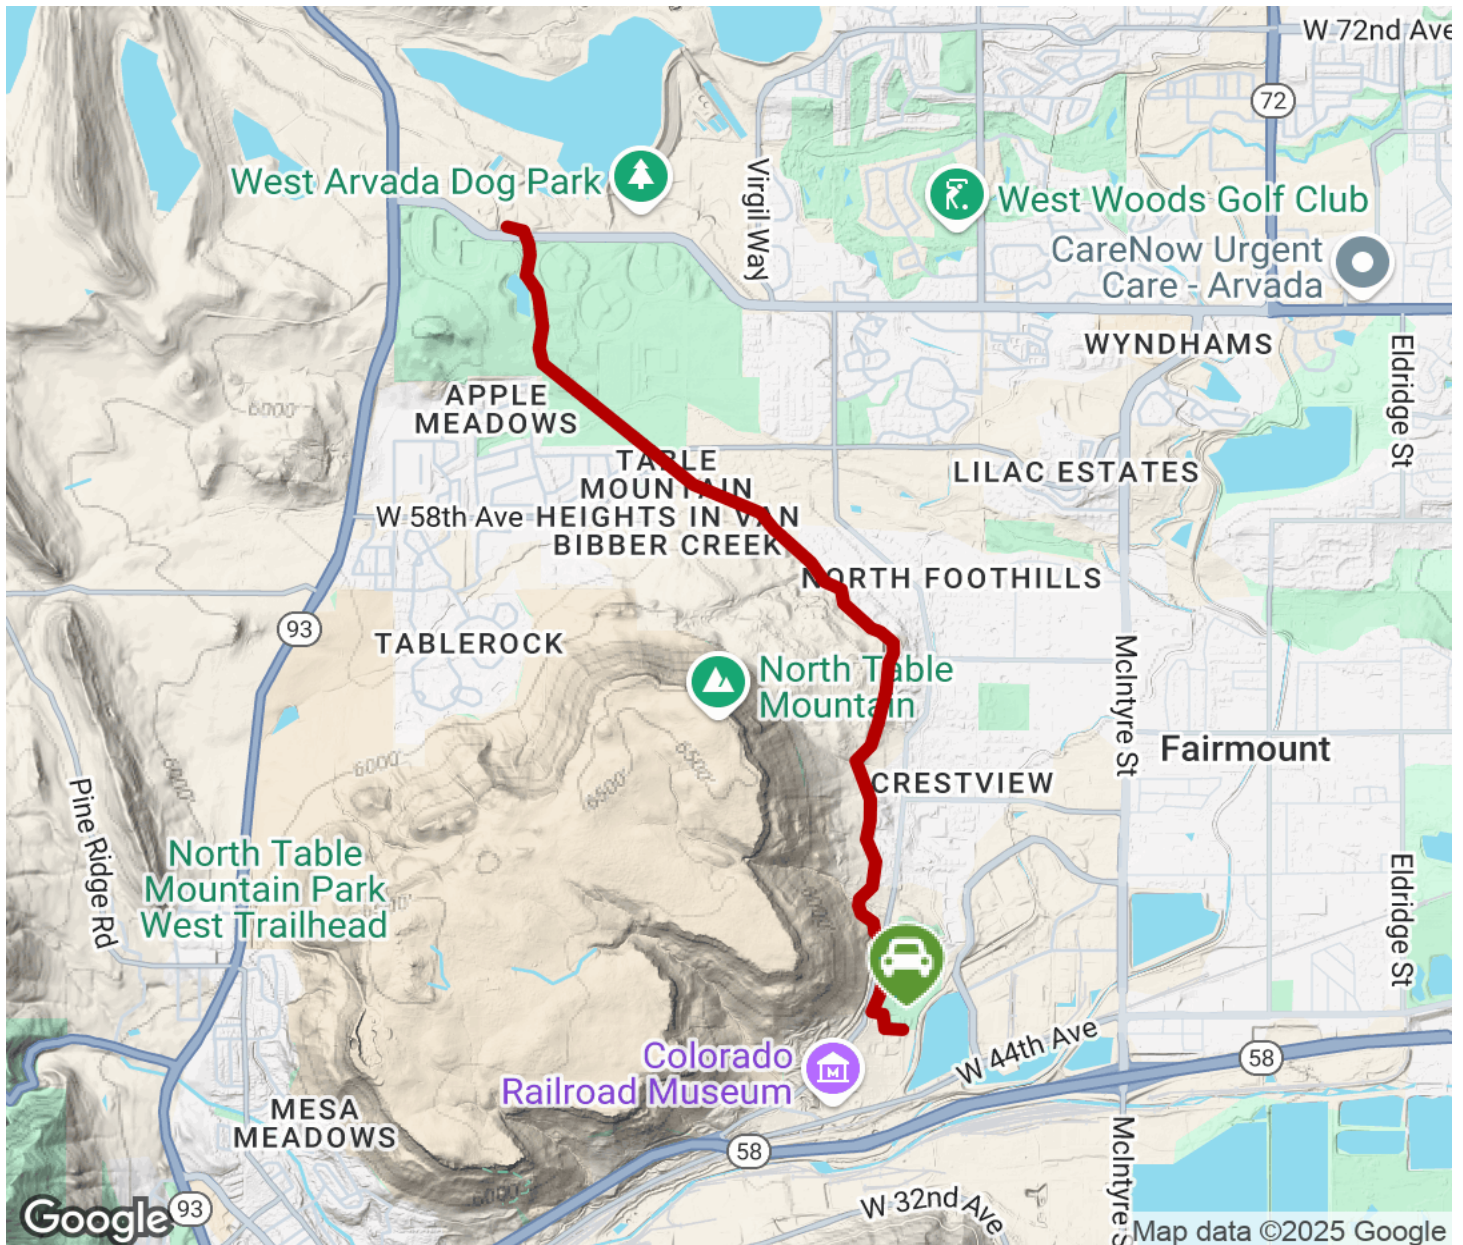 W 72nd Ave
72
West Arvada Dog Park
Virgil Way
West Woods Golf Club
CareNow Urgent
Care - Arvada
WYNDHAMS
Eldridge St
APPLE
MEADOWS
6000'
TABLE
MOUNTAIN
HEIGHTS IN VAN
BIBBER CREEK
W 58th Ave
LILAC ESTATES
NORTH FOOTHILLS
93
TABLEROCK
McIntyre St
North Table
Mountain
Fairmount
6000'
6500'
6500'
6000'
CRESTVIEW
Pine Ridge Rd
North Table
Mountain Park
West Trailhead
Eldridge St
Colorado
Railroad Museum
W 44th Ave
58
MESA
MEADOWS
58
McIntyre S
6000'
W 32nd Ave
93
Google
Map data ©2025 Google